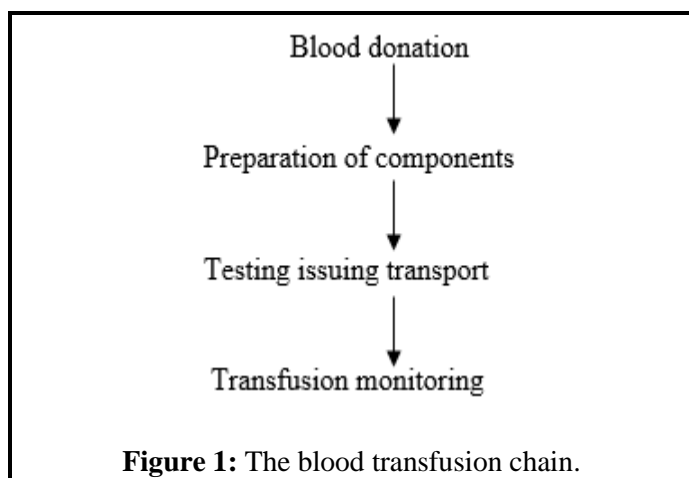 Blood donation
Preparation of components
Testing issuing transport
Transfusion monitoring
Figure 1: The blood transfusion chain.